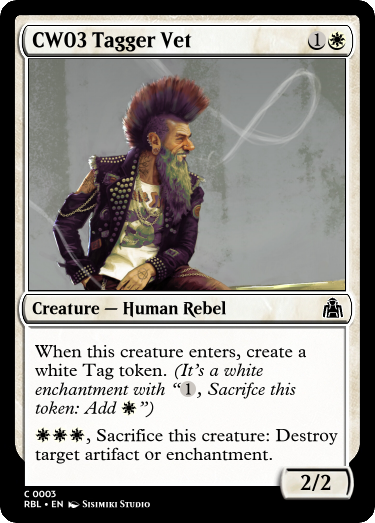 CW03 Tagger Vet 1
Creature — Human Rebel
When this creature enters, create a
white Tag token. (It's a white
enchantment with "1, Sacrifce this
token: Add ")
, Sacrifice this creature: Destroy
target artifact or enchantment.
2/2
C 0003
RBL • EN Sisimiki Studio